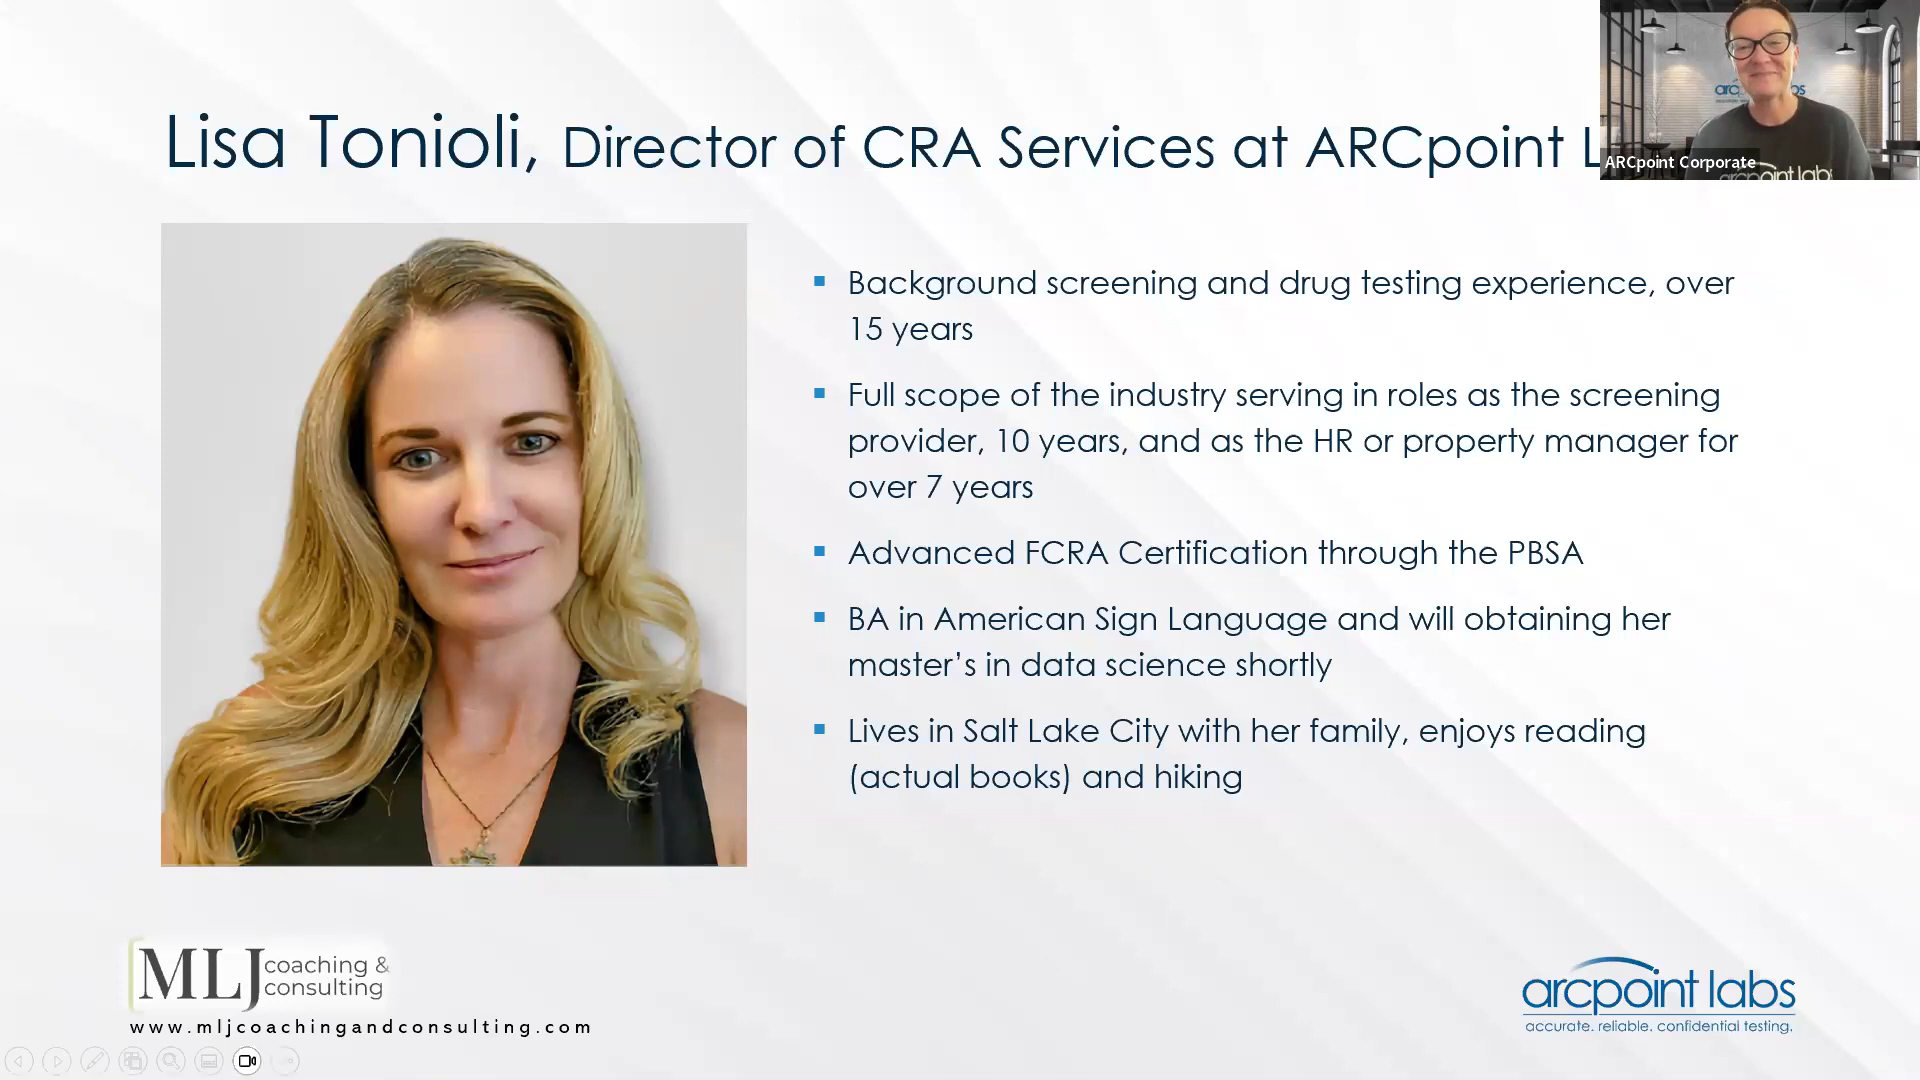 Lisa Tonioli, Director of CRA Services at ARCpoint L
arcpoint labs
ARCpoint Corporate
arcpoint labs
Background screening and drug testing experience, over
15 years
Full scope of the industry serving in roles as the screening
provider, 10 years, and as the HR or property manager for
over 7 years
Advanced FCRA Certification through the PBSA
BA in American Sign Language and will obtaining her
master’s in data science shortly
Lives in Salt Lake City with her family, enjoys reading
(actual books) and hiking
MLJ coaching &
consulting
www.mljcoachingandconsulting.com
arcpoint labs
accurate. reliable. confidential testing.